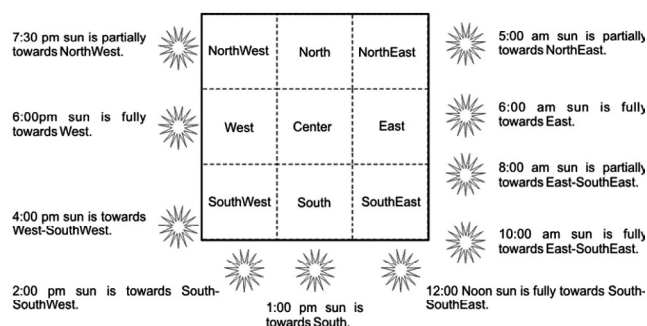 7:30 pm sun is partially
towards NorthWest.
NorthWest
North
NorthEast
5:00 am sun is partially
towards NorthEast.
6:00pm sun is fully
towards West.
West
Center
East
6:00 am sun is fully
towards East.
8:00 am sun is partially
towards East-SouthEast.
4:00 pm sun is towards
West-SouthWest.
SouthWest
South
SouthEast
10:00 am sun is fully
towards East-SouthEast.
2:00 pm sun is towards South-
SouthWest.
1:00 pm sun is
towards South.
12:00 Noon sun is fully towards South-
SouthEast.